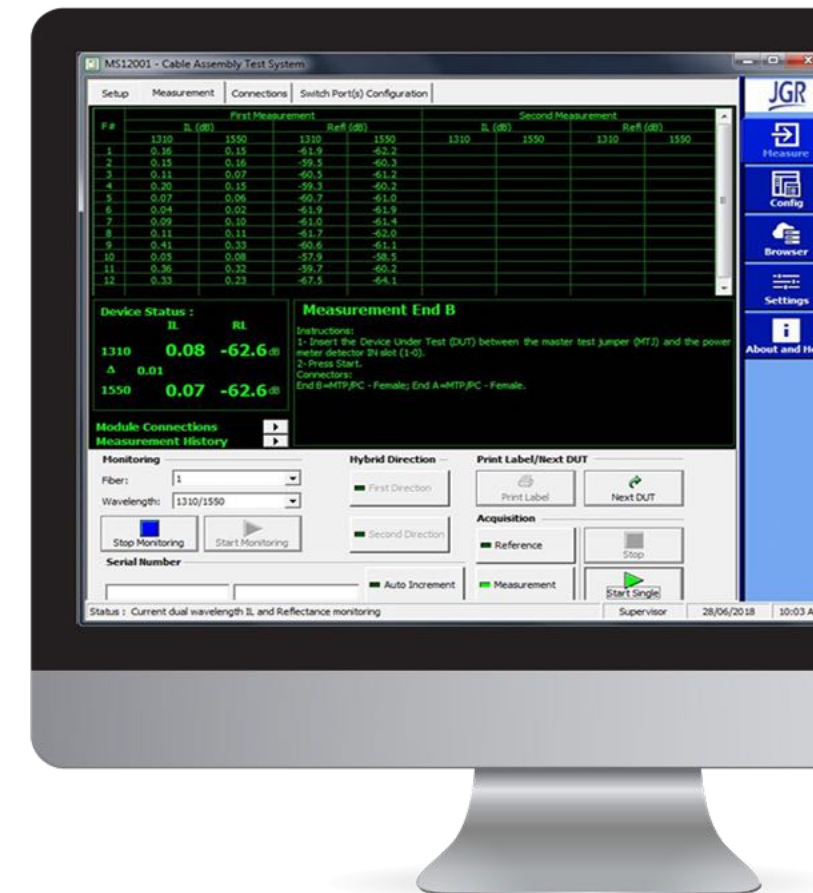 MS12001 - Cable Assembly Test System
Setup Measurement Connections Switch Port(s) Configuration
JGR
First Measurement Second Measurement
F# IL (dB) Refl (dB) IL (dB) Refl (dB)
1310 1550 1310 1550 1310 1550 1310 1550
1 0.16 0.15 -61.9 -62.2
2 0.15 0.16 -59.5 -60.3
3 0.11 0.07 -60.5 -61.2
4 0.20 0.15 -59.3 -60.2
5 0.07 0.06 -60.7 -61.0
6 0.04 0.02 -61.9 -61.9
7 0.09 0.10 -61.0 -61.4
8 0.11 0.11 -61.7 -62.0
9 0.41 0.33 -60.6 -61.1
10 0.05 0.08 -57.9 -58.5
11 0.36 0.32 -59.7 -60.2
12 0.33 0.23 -67.5 -64.1
Measure
Config
Browser
Settings
About and He
Device Status :
IL RL
1310 0.08 -62.6 dB
Δ 0.01
1550 0.07 -62.6 dB
Module Connections
Measurement History
Measurement End B
Instructions:
1- Insert the Device Under Test (DUT) between the master test jumper (MTJ) and the power
meter detector IN slot (1-0).
2- Press Start.
Connectors:
End B=MTP/PC - Female; End A=MTP/PC - Female.
Monitoring
Fiber: 1
Wavelength: 1310/1550
Stop Monitoring Start Monitoring
Serial Number
Auto Increment
Hybrid Direction
First Direction
Second Direction
Print Label/Next DUT
Print Label Next DUT
Acquisition
Reference Stop
Measurement Start Single
Status : Current dual wavelength IL and Reflectance monitoring Supervisor 28/06/2018 10:03 A